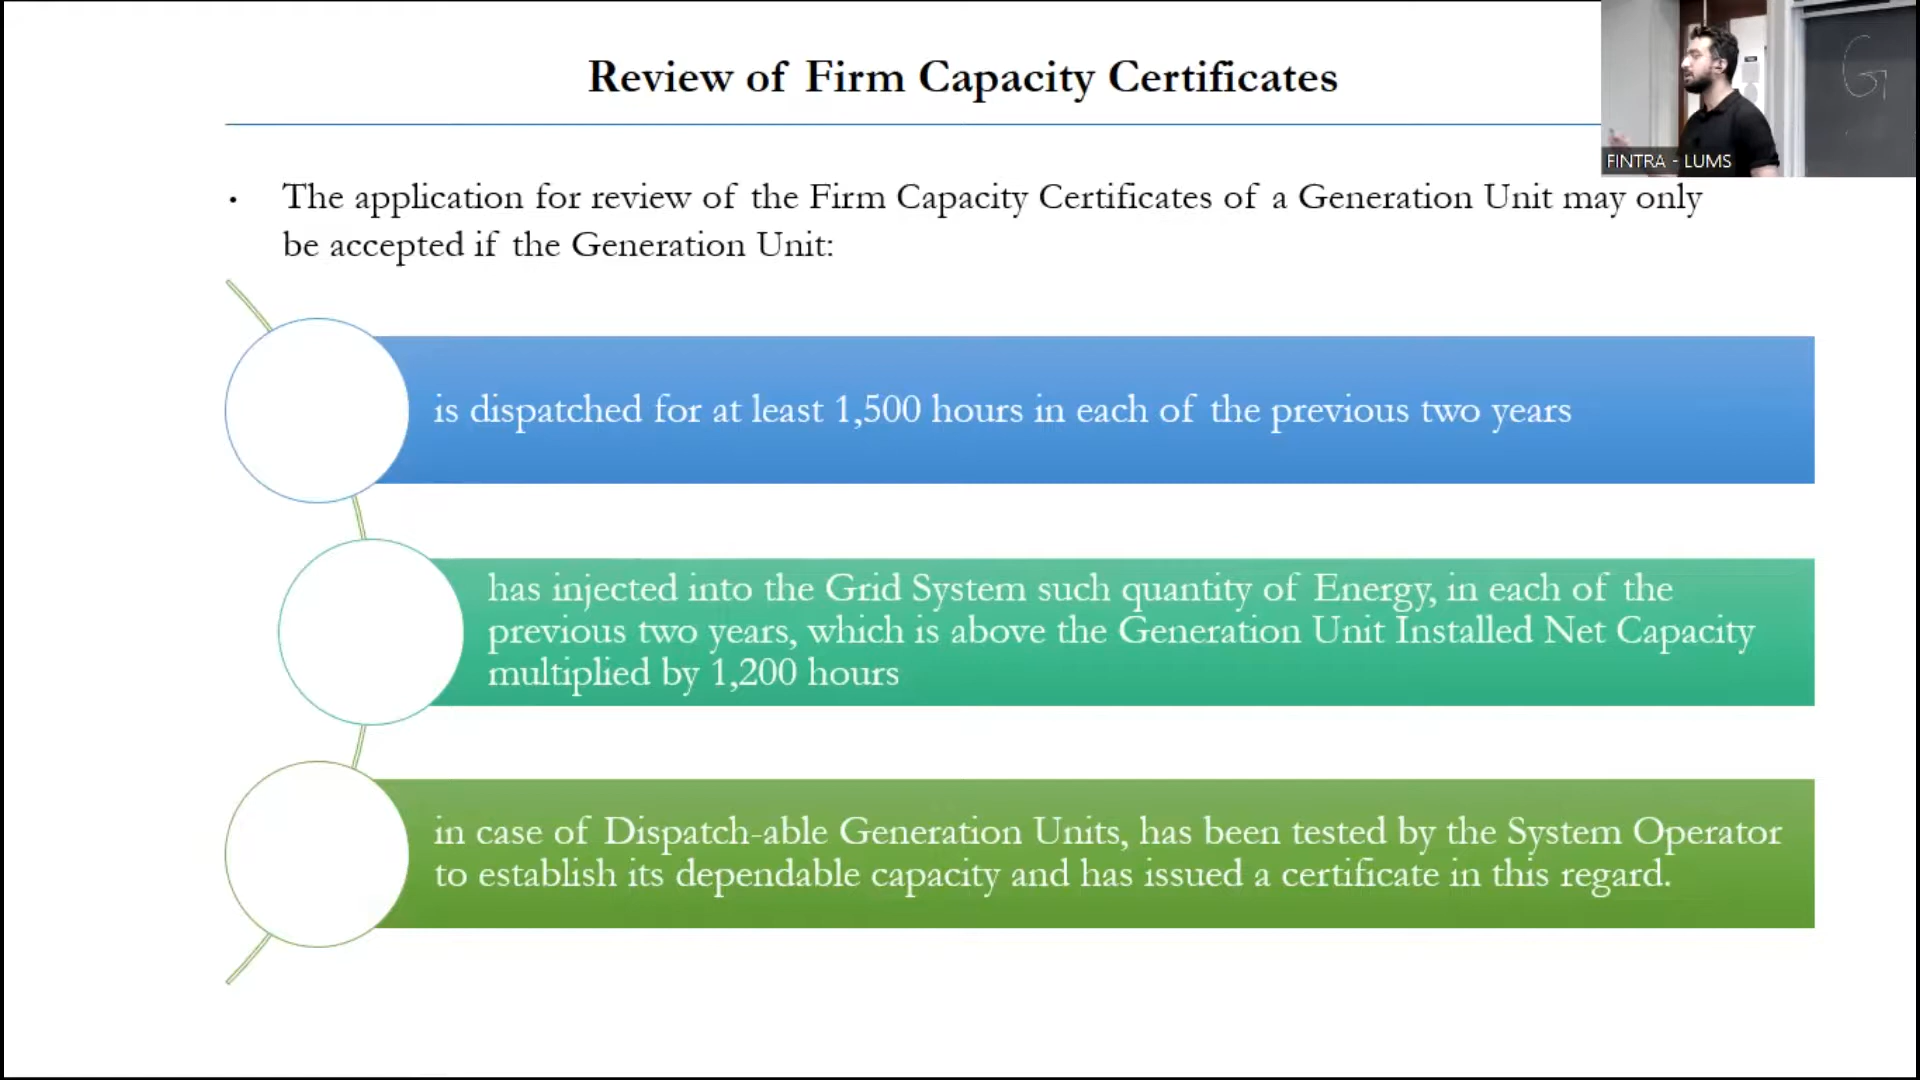 Review of Firm Capacity Certificates
FINTRA - LUMS
G
• The application for review of the Firm Capacity Certificates of a Generation Unit may only
be accepted if the Generation Unit:
is dispatched for at least 1,500 hours in each of the previous two years
has injected into the Grid System such quantity of Energy, in each of the
previous two years, which is above the Generation Unit Installed Net Capacity
multiplied by 1,200 hours
in case of Dispatch-able Generation Units, has been tested by the System Operator
to establish its dependable capacity and has issued a certificate in this regard.